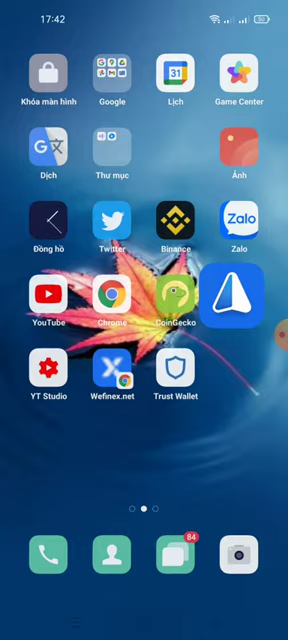 17:42
50
31
Khóa màn hình
Google
Lịch
Game Center
Dịch
Thư mục
Ảnh
Zalo
Đồng hồ
Twitter
Binance
Zalo
YouTube
Chrome
CoinGecko
YT Studio
Wefinex.net
Trust Wallet
84